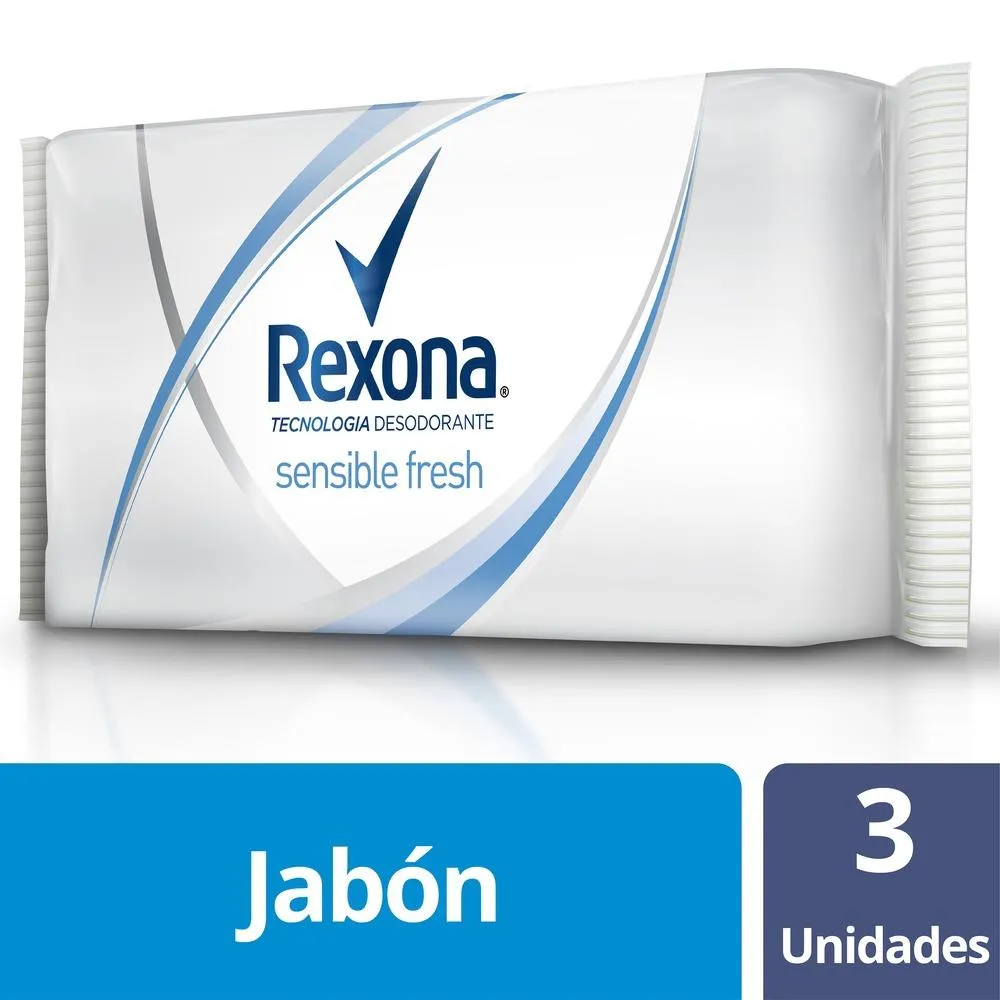 Rexona®
TECNOLOGIA DESODORANTE
sensible fresh
Jabón
3
Unidades